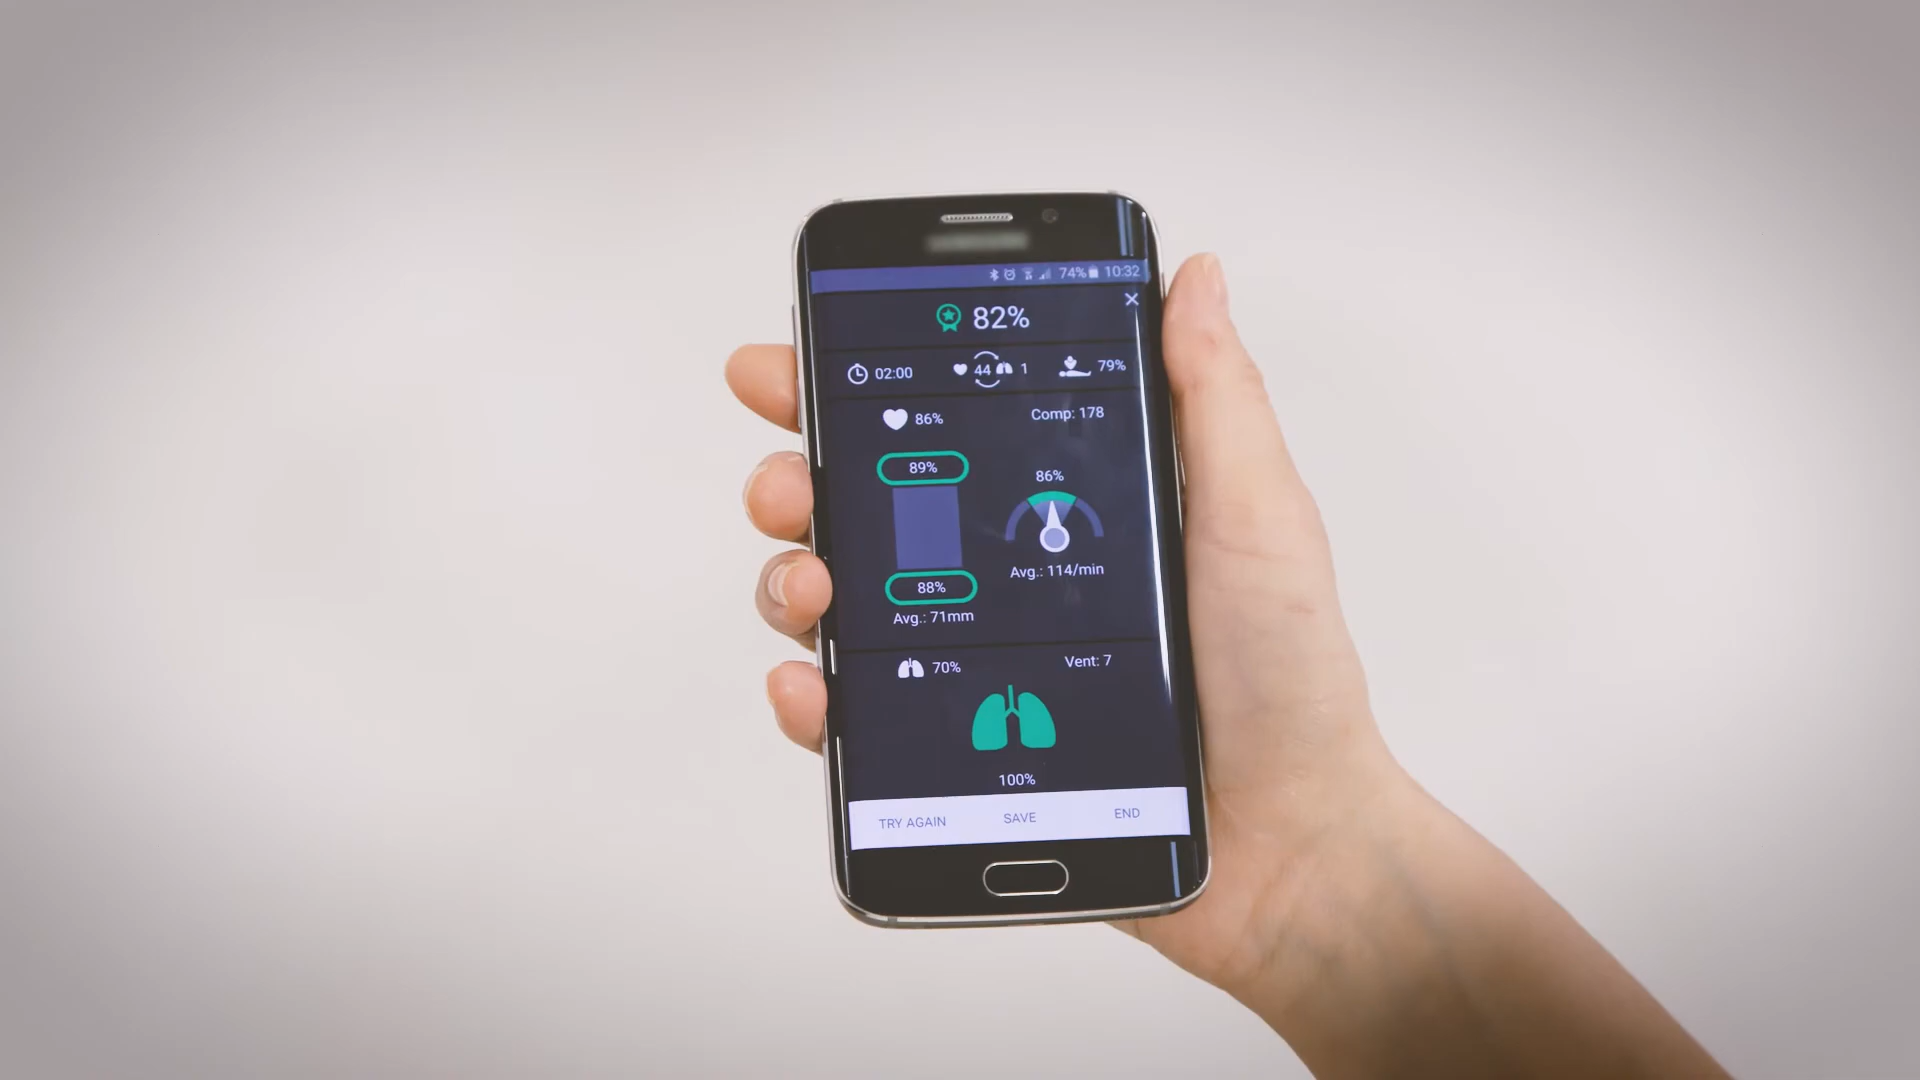 74% 10:32
82%
02:00 44 1 79%
86% Comp: 178
89%
86%
Avg.: 114/min
88%
Avg.: 71mm
70% Vent: 7
100%
TRY AGAIN SAVE END